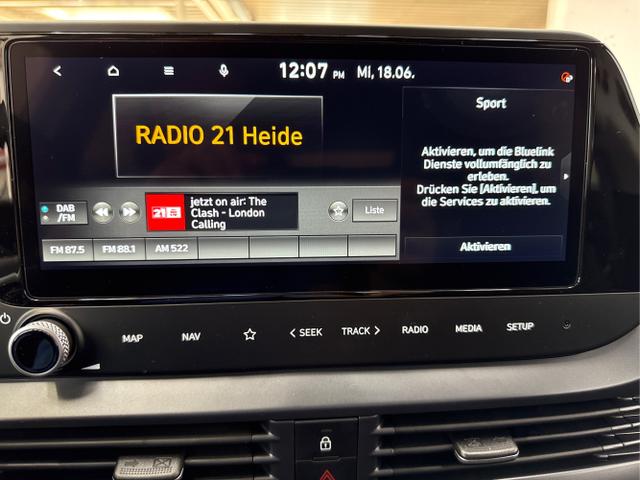 12:07 PM MI, 18.06.
RADIO 21 Heide
Sport
Aktivieren, um die Bluelink
Dienste vollumfänglich zu
erleben.
Drücken Sie [Aktivieren], um
die Services zu aktivieren.
Aktivieren
DAB
/FM
21
jetzt on air: The
Clash - London
Calling
Liste
FM 87.5 FM 88.1 AM 522
MAP NAV < SEEK TRACK > RADIO MEDIA SETUP